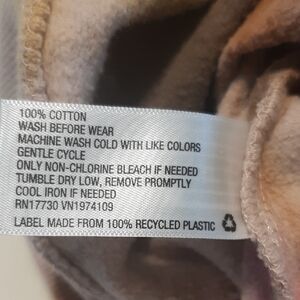 100% COTTON
WASH BEFORE WEAR
MACHINE WASH COLD WITH LIKE COLORS
GENTLE CYCLE
ONLY NON-CHLORINE BLEACH IF NEEDED
TUMBLE DRY LOW, REMOVE PROMPTLY
COOL IRON IF NEEDED
RN17730 VN1974109
LABEL MADE FROM 100% RECYCLED PLASTIC